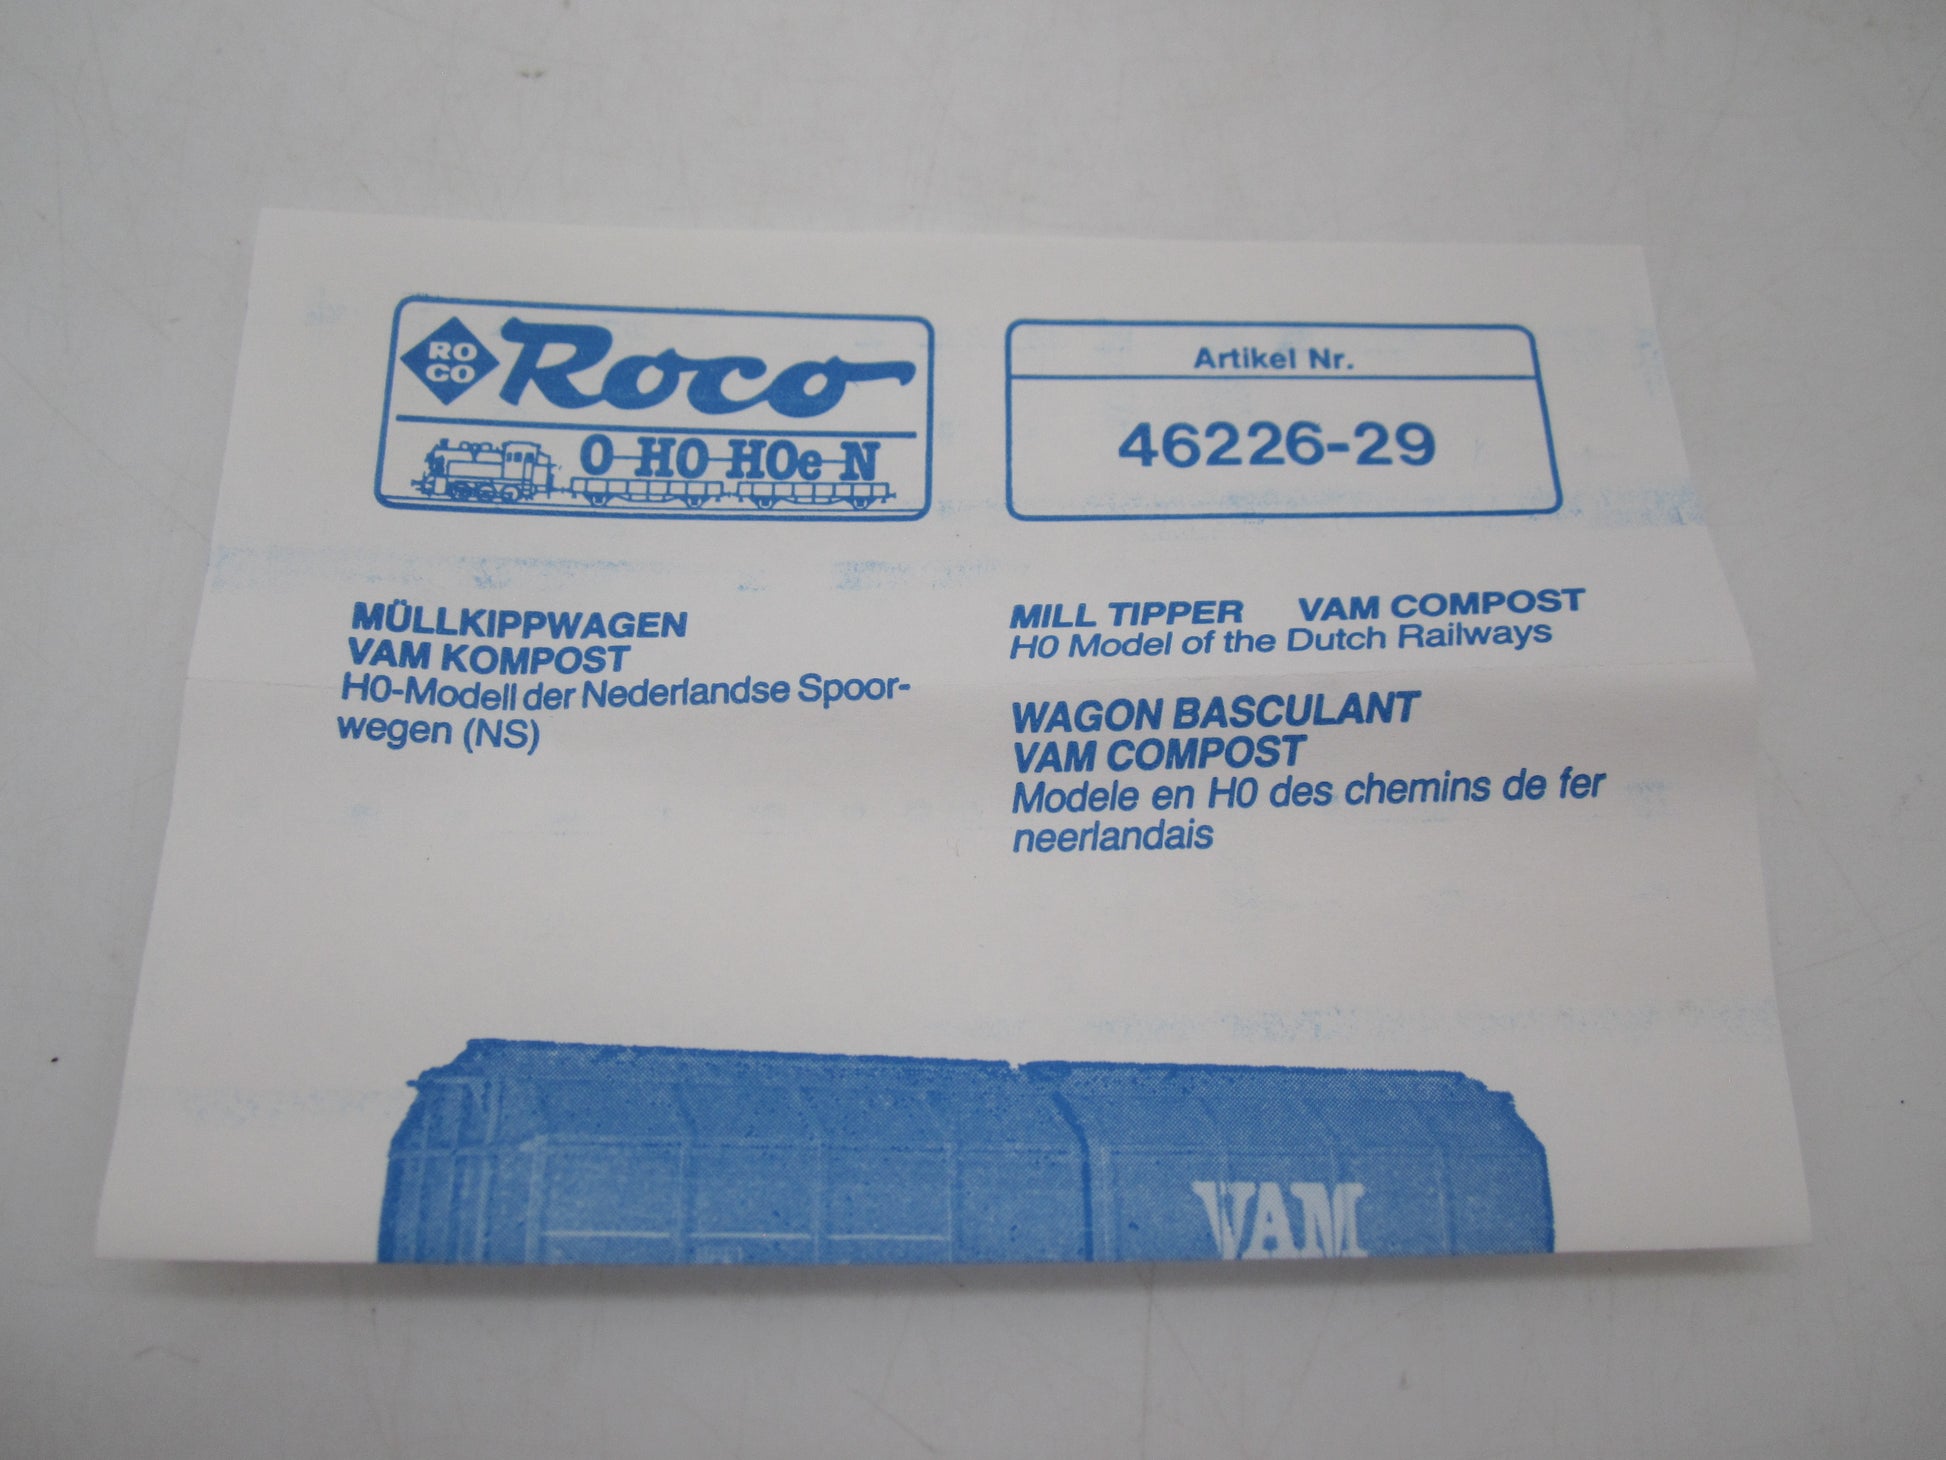 RO
CO
Roco
O H0 H0e N
Artikel Nr.
46226-29
MÜLLKIPPWAGEN
VAM KOMPOST
H0-Modell der Nederlandse Spoor-
wegen (NS)
MILL TIPPER VAM COMPOST
H0 Model of the Dutch Railways
WAGON BASCULANT
VAM COMPOST
Modele en H0 des chemins de fer
neerlandais
VAM